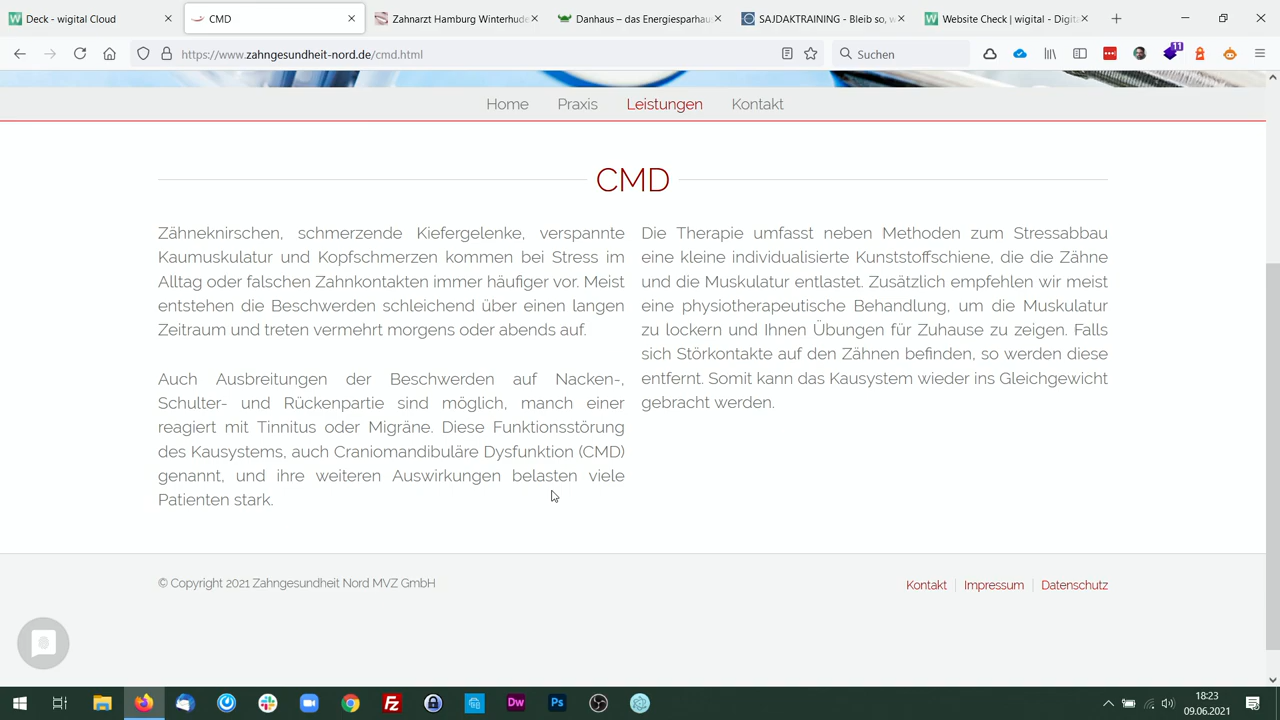 Deck - wigital Cloud
CMD
Zahnarzt Hamburg Winterhude
Danhaus – das Energiesparhaus
SAJDAKTRAINING - Bleib so, w
Website Check | wigital - Digita
https://www.zahngesundheit-nord.de/cmd.html
Suchen
11
Home
Praxis
Leistungen
Kontakt
CMD
Zähneknirschen, schmerzende Kiefergelenke, verspannte
Kaumuskulatur und Kopfschmerzen kommen bei Stress im
Alltag oder falschen Zahnkontakten immer häufiger vor. Meist
entstehen die Beschwerden schleichend über einen langen
Zeitraum und treten vermehrt morgens oder abends auf.
Auch Ausbreitungen der Beschwerden auf Nacken-,
Schulter- und Rückenpartie sind möglich, manch einer
reagiert mit Tinnitus oder Migräne. Diese Funktionsstörung
des Kausystems, auch Craniomandibuläre Dysfunktion (CMD)
genannt, und ihre weiteren Auswirkungen belasten viele
Patienten stark.
Die Therapie umfasst neben Methoden zum Stressabbau
eine kleine individualisierte Kunststoffschiene, die die Zähne
und die Muskulatur entlastet. Zusätzlich empfehlen wir meist
eine physiotherapeutische Behandlung, um die Muskulatur
zu lockern und Ihnen Übungen für Zuhause zu zeigen. Falls
sich Störkontakte auf den Zähnen befinden, so werden diese
entfernt. Somit kann das Kausystem wieder ins Gleichgewicht
gebracht werden.
© Copyright 2021 Zahngesundheit Nord MVZ GmbH
Kontakt
Impressum
Datenschutz
Dw
Ps
18:23
09.06.2021